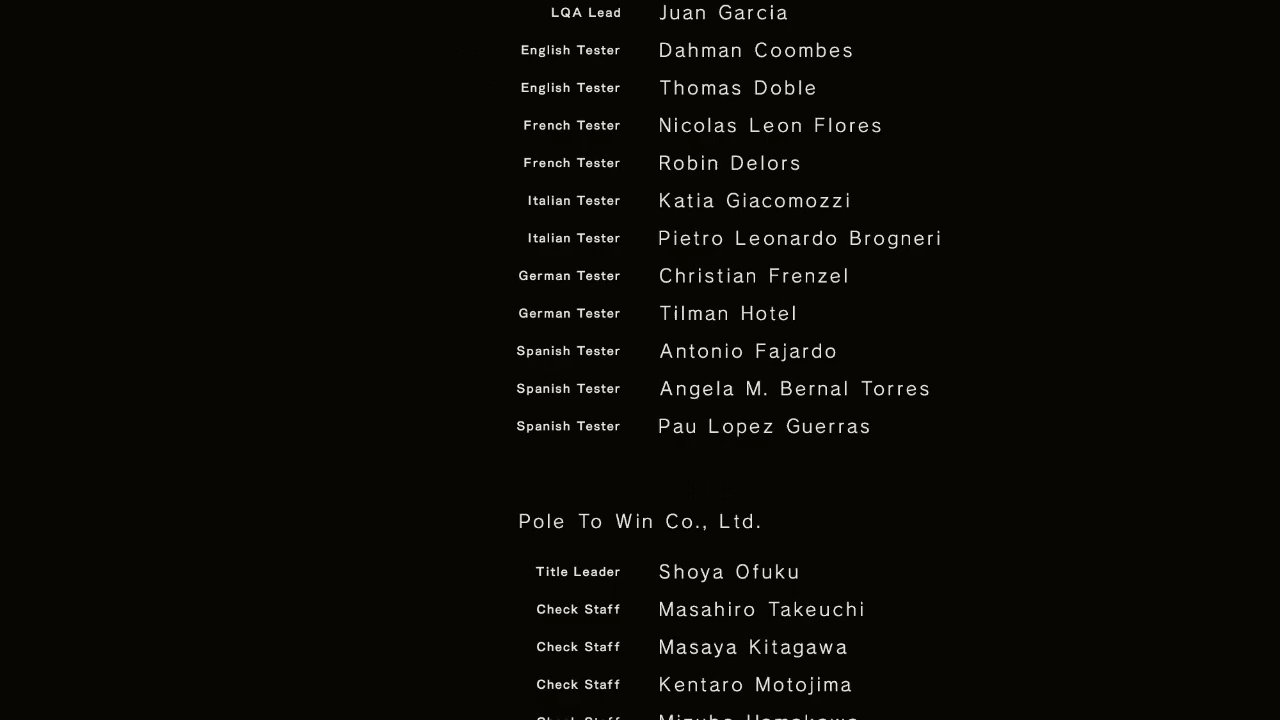 LQA Lead Juan Garcia
English Tester Dahman Coombes
English Tester Thomas Doble
French Tester Nicolas Leon Flores
French Tester Robin Delors
Italian Tester Katia Giacomozzi
Italian Tester Pietro Leonardo Brogneri
German Tester Christian Frenzel
German Tester Tilman Hotel
Spanish Tester Antonio Fajardo
Spanish Tester Angela M. Bernal Torres
Spanish Tester Pau Lopez Guerras
Pole To Win Co., Ltd.
Title Leader Shoya Ofuku
Check Staff Masahiro Takeuchi
Check Staff Masaya Kitagawa
Check Staff Kentaro Motojima
Check Staff